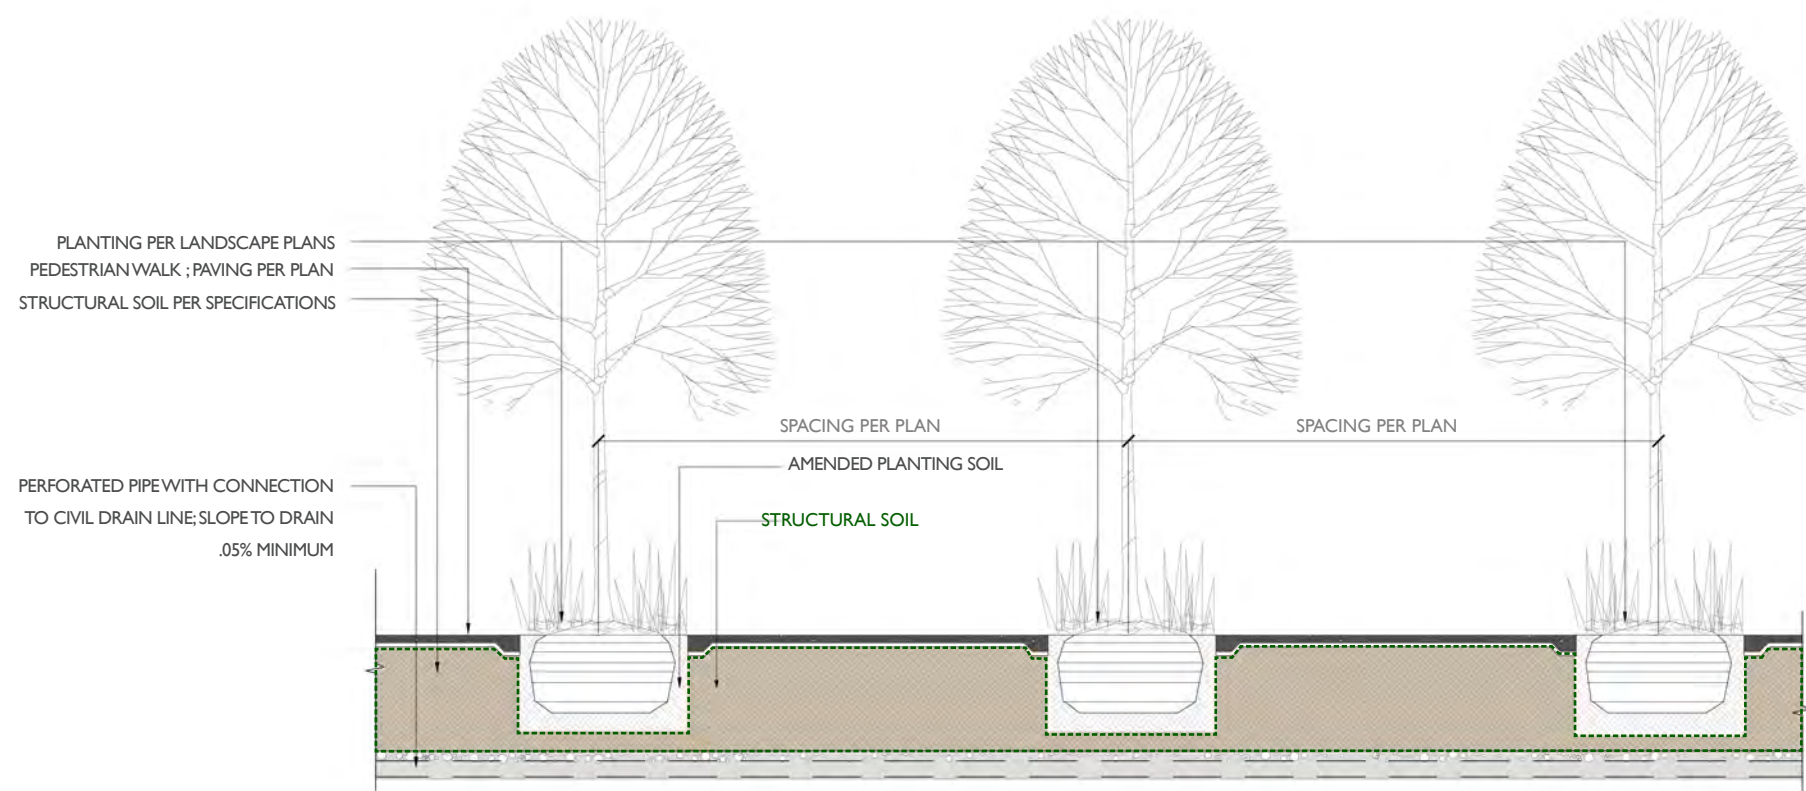 PLANTING PER LANDSCAPE PLANS
PEDESTRIAN WALK ; PAVING PER PLAN
STRUCTURAL SOIL PER SPECIFICATIONS
SPACING PER PLAN
SPACING PER PLAN
AMENDED PLANTING SOIL
PERFORATED PIPE WITH CONNECTION
TO CIVIL DRAIN LINE; SLOPE TO DRAIN
.05% MINIMUM
STRUCTURAL SOIL